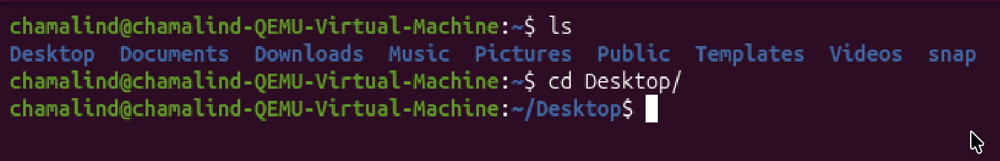 chamalind@chamalind-QEMU-Virtual-Machine:~$ ls
Desktop  Documents  Downloads  Music  Pictures  Public  Templates  Videos  snap
chamalind@chamalind-QEMU-Virtual-Machine:~$ cd Desktop/
chamalind@chamalind-QEMU-Virtual-Machine:~/Desktop$